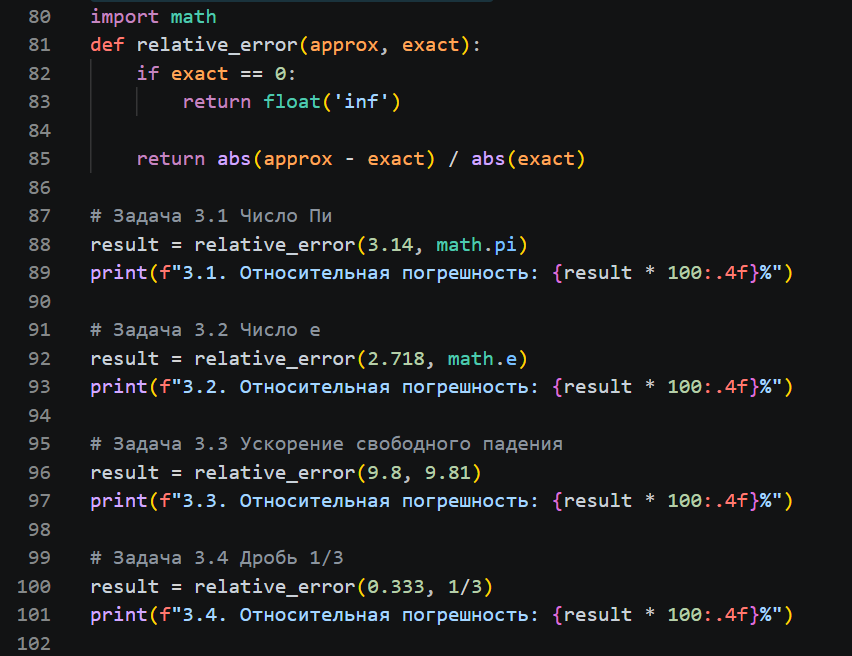 80 import math
81 def relative_error(approx, exact):
82     if exact == 0:
83         return float('inf')
84
85     return abs(approx - exact) / abs(exact)
86
87 # Задача 3.1 Число Пи
88 result = relative_error(3.14, math.pi)
89 print(f"3.1. Относительная погрешность: {result * 100:.4f}%")
90
91 # Задача 3.2 Число e
92 result = relative_error(2.718, math.e)
93 print(f"3.2. Относительная погрешность: {result * 100:.4f}%")
94
95 # Задача 3.3 Ускорение свободного падения
96 result = relative_error(9.8, 9.81)
97 print(f"3.3. Относительная погрешность: {result * 100:.4f}%")
98
99 # Задача 3.4 Дробь 1/3
100 result = relative_error(0.333, 1/3)
101 print(f"3.4. Относительная погрешность: {result * 100:.4f}%")
102